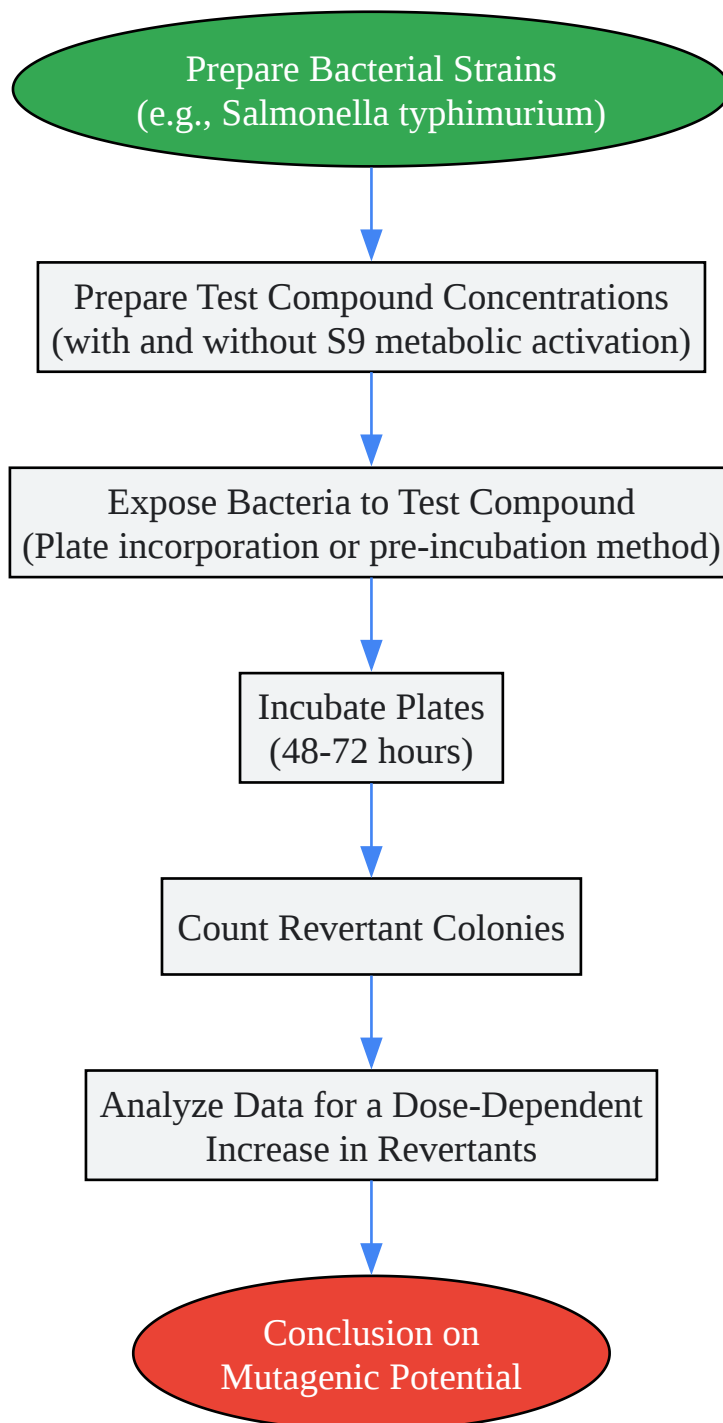 Prepare Bacterial Strains
(e.g., Salmonella typhimurium)
Prepare Test Compound Concentrations
(with and without S9 metabolic activation)
Expose Bacteria to Test Compound
(Plate incorporation or pre-incubation method)
Incubate Plates
(48-72 hours)
Count Revertant Colonies
Analyze Data for a Dose-Dependent
Increase in Revertants
Conclusion on
Mutagenic Potential